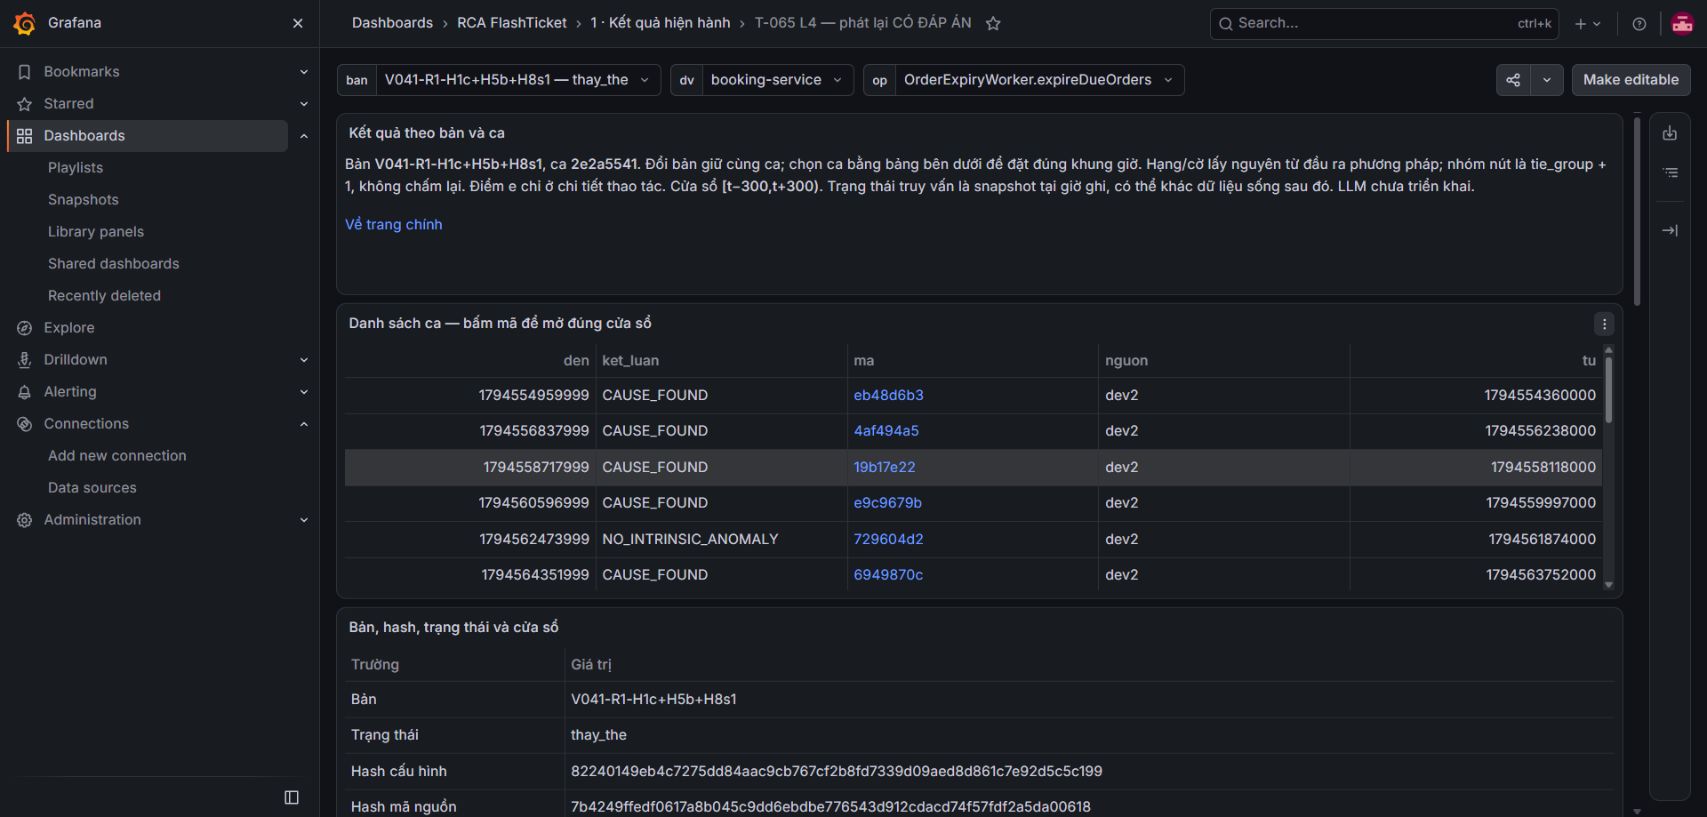 Grafana
Dashboards › RCA FlashTicket › 1 · Kết quả hiện hành › T-065 L4 — phát lại CÓ ĐÁP ÁN
Search...
ctrl+k
Bookmarks
Starred
Dashboards
Playlists
Snapshots
Library panels
Shared dashboards
Recently deleted
Explore
Drilldown
Alerting
Connections
Add new connection
Data sources
Administration
ban V041-R1-H1c+H5b+H8s1 — thay_the
dv booking-service
op OrderExpiryWorker.expireDueOrders
Make editable
Kết quả theo bản và ca
Bản V041-R1-H1c+H5b+H8s1, ca 2e2a5541. Đổi bản giữ cùng ca; chọn ca bằng bảng bên dưới để đặt đúng khung giờ. Hạng/cờ lấy nguyên từ đầu ra phương pháp; nhóm nút là tie_group +
1, không chấm lại. Điểm e chỉ ở chi tiết thao tác. Cửa sổ [t−300,t+300). Trạng thái truy vấn là snapshot tại giờ ghi, có thể khác dữ liệu sống sau đó. LLM chưa triển khai.
Về trang chính
Danh sách ca — bấm mã để mở đúng cửa sổ
den ket_luan ma nguon tu
1794554959999 CAUSE_FOUND eb48d6b3 dev2 1794554360000
1794556837999 CAUSE_FOUND 4af494a5 dev2 1794556238000
1794558717999 CAUSE_FOUND 19b17e22 dev2 1794558118000
1794560596999 CAUSE_FOUND e9c9679b dev2 1794559997000
1794562473999 NO_INTRINSIC_ANOMALY 729604d2 dev2 1794561874000
1794564351999 CAUSE_FOUND 6949870c dev2 1794563752000
Bản, hash, trạng thái và cửa sổ
Trường Giá trị
Bản V041-R1-H1c+H5b+H8s1
Trạng thái thay_the
Hash cấu hình 82240149eb4c7275dd84aac9cb767cf2b8fd7339d09aed8d861c7e92d5c5c199
Hash mã nguồn 7b4249ffedf0617a8b045c9dd6ebdbe776543d912cdacd74f57fdf2a5da00618